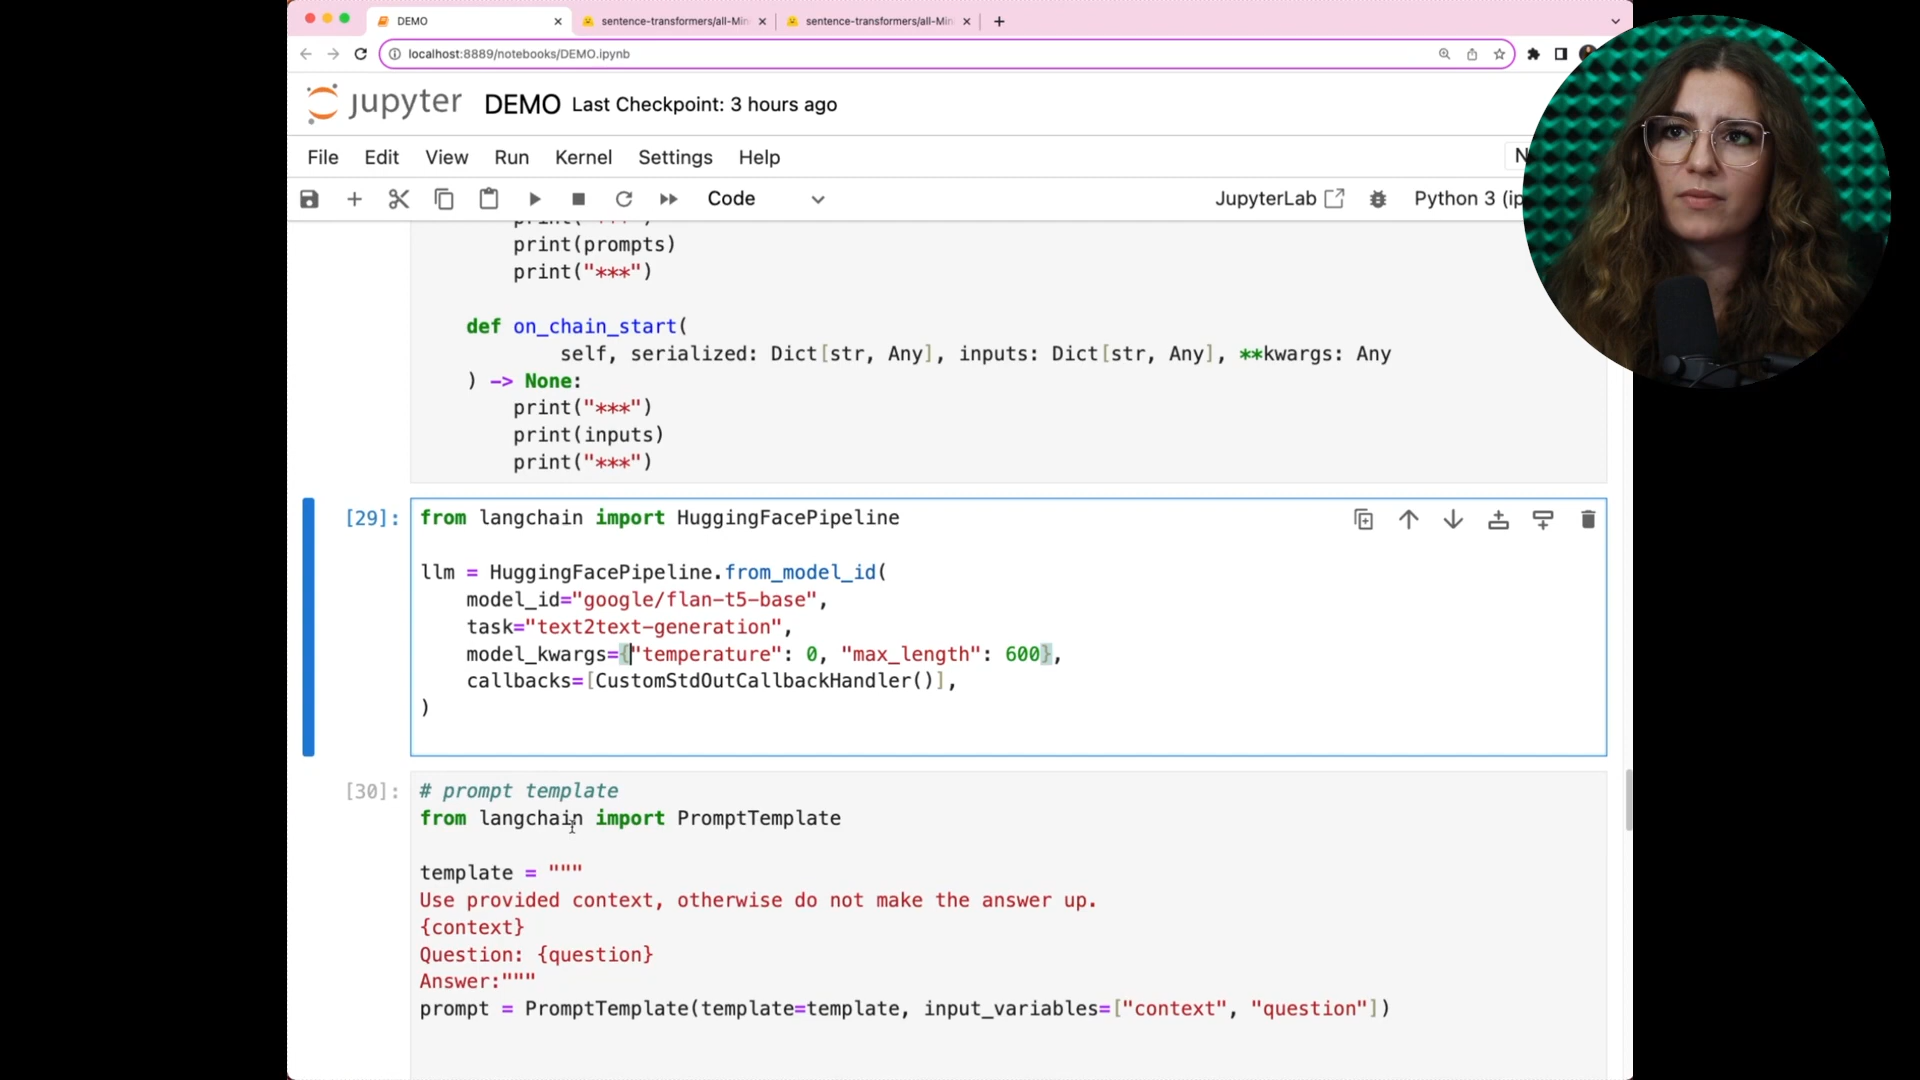 DEMO
sentence-transformers/all-Min
sentence-transformers/all-Min
localhost:8889/notebooks/DEMO.ipynb
jupyter DEMO Last Checkpoint: 3 hours ago
File Edit View Run Kernel Settings Help
Code JupyterLab Python 3 (ip
print(prompts)
print("***")
def on_chain_start(
self, serialized: Dict[str, Any], inputs: Dict[str, Any], **kwargs: Any
) -> None:
print("***")
print(inputs)
print("***")
[29]: from langchain import HuggingFacePipeline
llm = HuggingFacePipeline.from_model_id(
model_id="google/flan-t5-base",
task="text2text-generation",
model_kwargs={"temperature": 0, "max_length": 600},
callbacks=[CustomStdOutCallbackHandler()],
)
[30]: # prompt template
from langchain import PromptTemplate
template = """
Use provided context, otherwise do not make the answer up.
{context}
Question: {question}
Answer:"""
prompt = PromptTemplate(template=template, input_variables=["context", "question"])